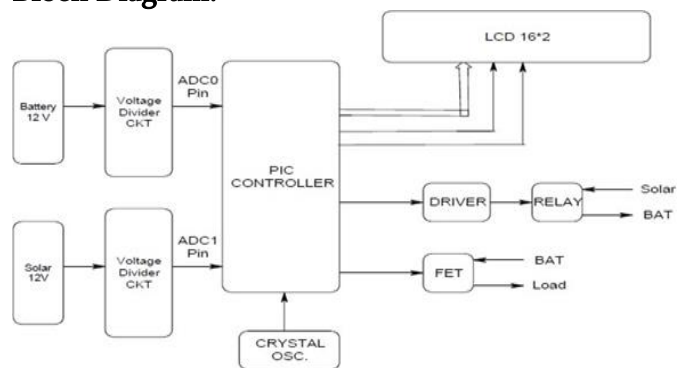 Block Diagram:
LCD 16*2
Battery
12 V
Voltage
Divider
CKT
ADC0
Pin
PIC
CONTROLLER
DRIVER
RELAY
Solar
BAT
Solar
12V
Voltage
Divider
CKT
ADC1
Pin
FET
BAT
Load
CRYSTAL
OSC.